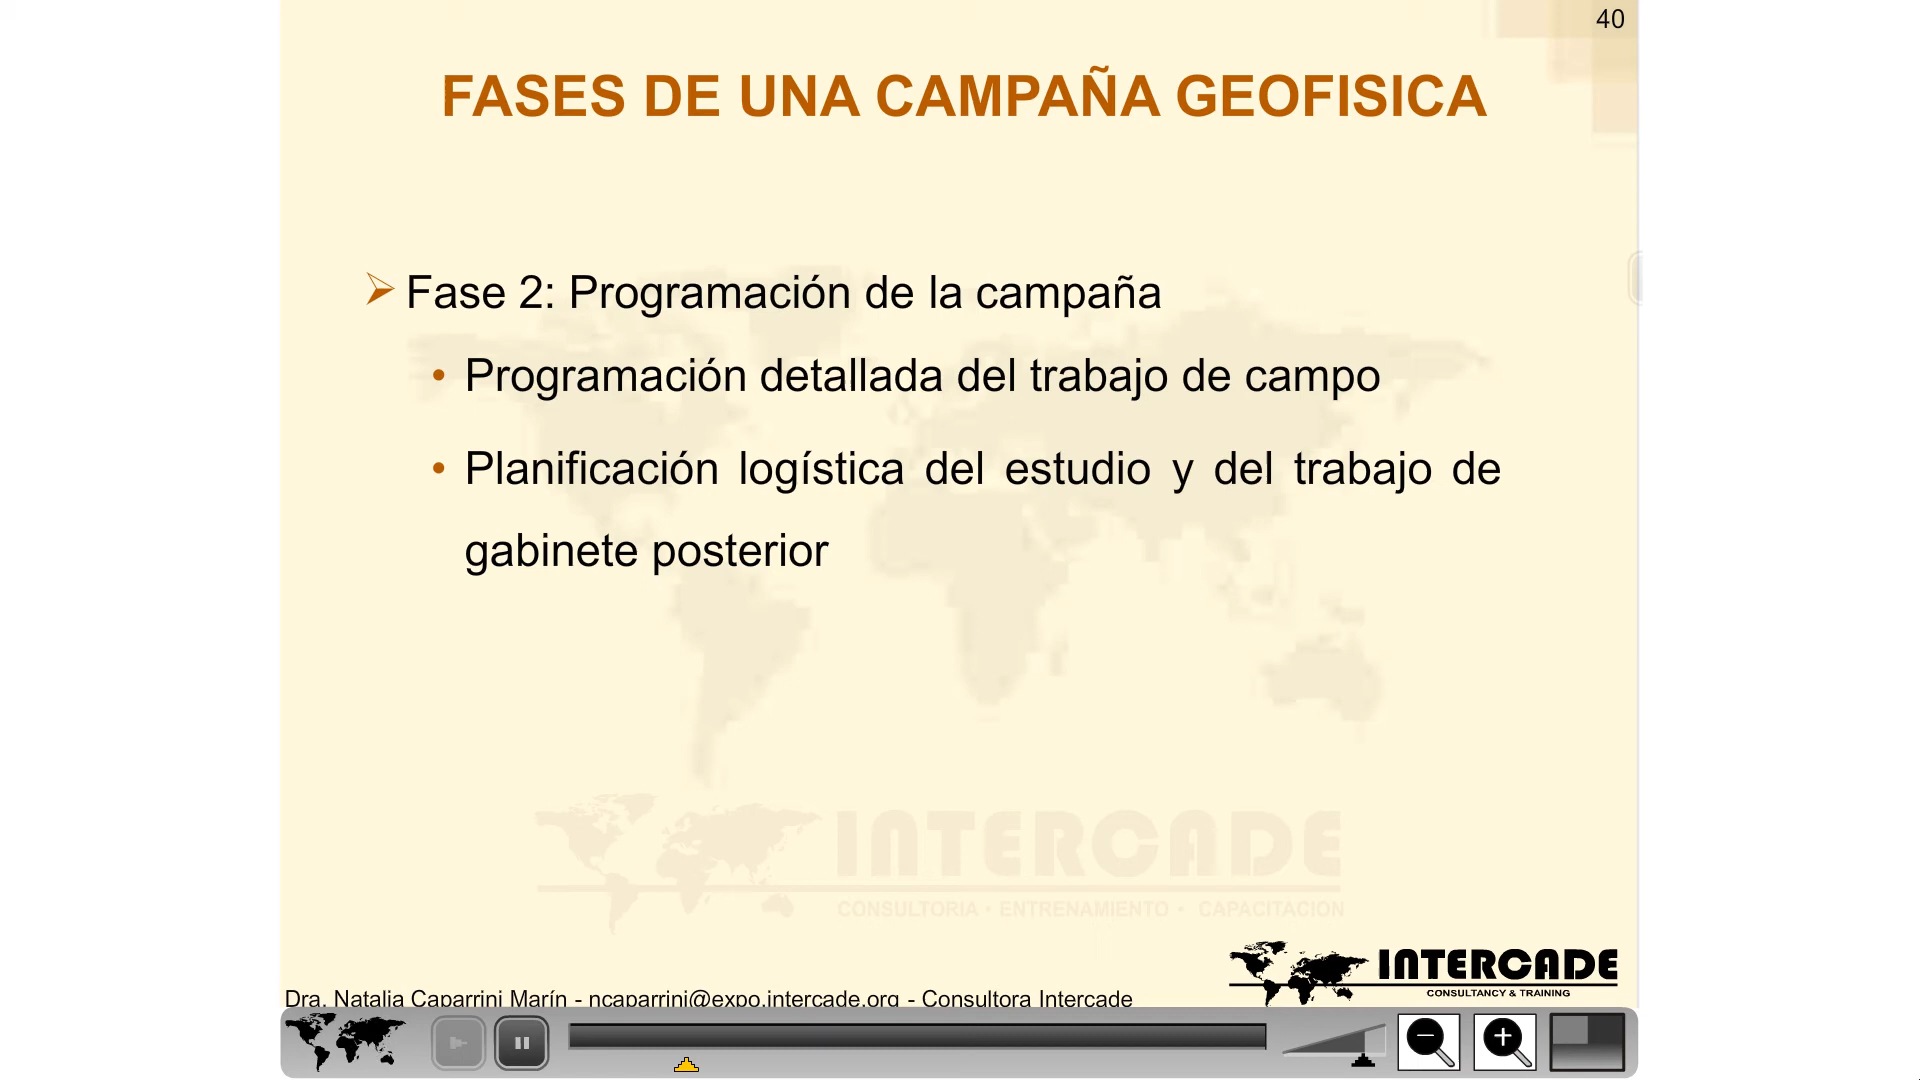 40
FASES DE UNA CAMPAÑA GEOFISICA
Fase 2: Programación de la campaña
• Programación detallada del trabajo de campo
• Planificación logística del estudio y del trabajo de
gabinete posterior
INTERCADE
CONSULTORIA • ENTRENAMIENTO • CAPACITACION
INTERCADE
CONSULTANCY & TRAINING
Dra. Natalia Caparrini Marín - ncaparrini@expo.intercade.org - Consultora Intercade